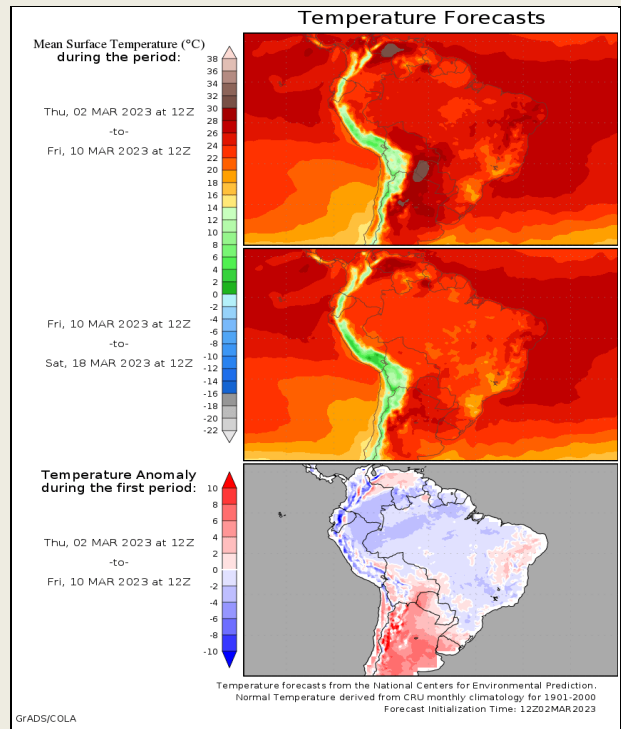 Temperature Forecasts
Mean Surface Temperature (°C)
during the period:
38
36
34
32
30
28
26
24
22
20
18
16
14
12
10
8
6
4
2
0
-2
-4
-6
-8
-10
-12
-14
-16
-18
-20
-22
Thu, 02 MAR 2023 at 12Z
-to-
Fri, 10 MAR 2023 at 12Z
Fri, 10 MAR 2023 at 12Z
-to-
Sat, 18 MAR 2023 at 12Z
Temperature Anomaly
during the first period:
10
8
6
4
2
0
-2
-4
-6
-8
-10
Thu, 02 MAR 2023 at 12Z
-to-
Fri, 10 MAR 2023 at 12Z
Temperature forecasts from the National Centers for Environmental Prediction.
Normal Temperature derived from CRU monthly climatology for 1901-2000
Forecast Initialization Time: 12Z02MAR2023
GrADS/COLA